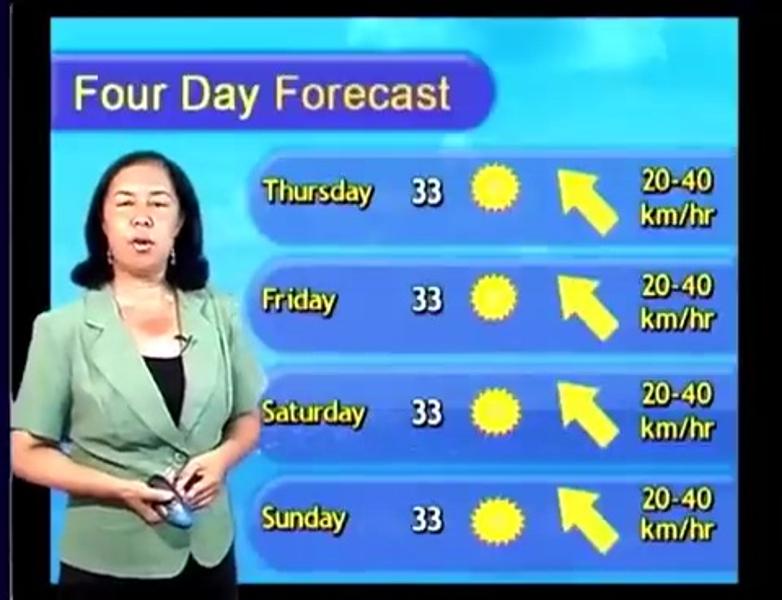 Four Day Forecast
Thursday 33 20-40
km/hr
Friday 33 20-40
km/hr
Saturday 33 20-40
km/hr
Sunday 33 20-40
km/hr